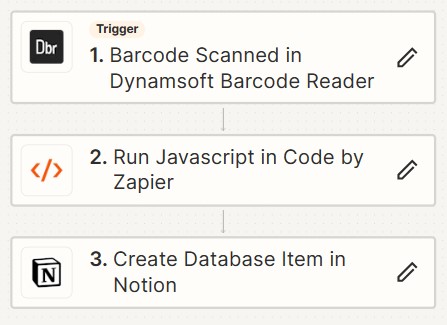 Dbr
Trigger
1. Barcode Scanned in
Dynamsoft Barcode Reader
</>
2. Run Javascript in Code by
Zapier
N
3. Create Database Item in
Notion